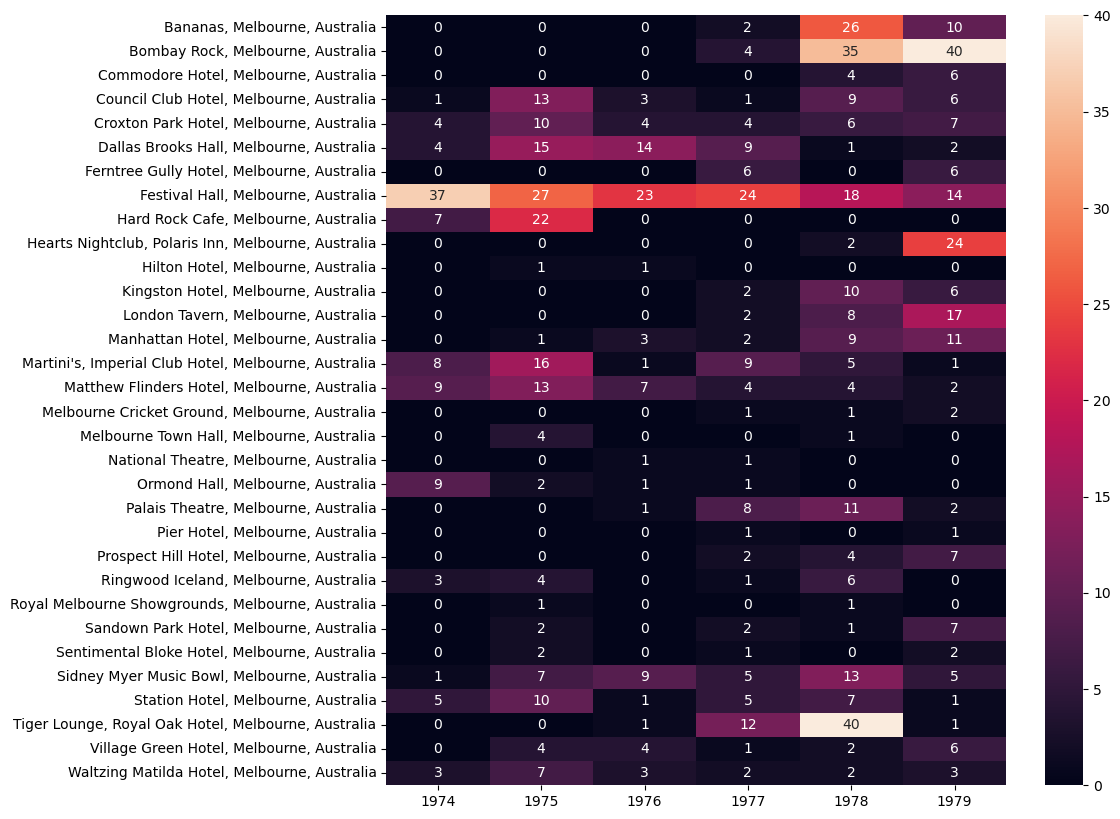 Bananas, Melbourne, Australia 0 0 0 2 26 10
Bombay Rock, Melbourne, Australia 0 0 0 4 35 40
Commodore Hotel, Melbourne, Australia 0 0 0 0 4 6
Council Club Hotel, Melbourne, Australia 1 13 3 1 9 6
Croxton Park Hotel, Melbourne, Australia 4 10 4 4 6 7
Dallas Brooks Hall, Melbourne, Australia 4 15 14 9 1 2
Ferntree Gully Hotel, Melbourne, Australia 0 0 0 6 0 6
Festival Hall, Melbourne, Australia 37 27 23 24 18 14
Hard Rock Cafe, Melbourne, Australia 7 22 0 0 0 0
Hearts Nightclub, Polaris Inn, Melbourne, Australia 0 0 0 0 2 24
Hilton Hotel, Melbourne, Australia 0 1 1 0 0 0
Kingston Hotel, Melbourne, Australia 0 0 0 2 10 6
London Tavern, Melbourne, Australia 0 0 0 2 8 17
Manhattan Hotel, Melbourne, Australia 0 1 3 2 9 11
Martini's, Imperial Club Hotel, Melbourne, Australia 8 16 1 9 5 1
Matthew Flinders Hotel, Melbourne, Australia 9 13 7 4 4 2
Melbourne Cricket Ground, Melbourne, Australia 0 0 0 1 1 2
Melbourne Town Hall, Melbourne, Australia 0 4 0 0 1 0
National Theatre, Melbourne, Australia 0 0 1 1 0 0
Ormond Hall, Melbourne, Australia 9 2 1 1 0 0
Palais Theatre, Melbourne, Australia 0 0 1 8 11 2
Pier Hotel, Melbourne, Australia 0 0 0 1 0 1
Prospect Hill Hotel, Melbourne, Australia 0 0 0 2 4 7
Ringwood Iceland, Melbourne, Australia 3 4 0 1 6 0
Royal Melbourne Showgrounds, Melbourne, Australia 0 1 0 0 1 0
Sandown Park Hotel, Melbourne, Australia 0 2 0 2 1 7
Sentimental Bloke Hotel, Melbourne, Australia 0 2 0 1 0 2
Sidney Myer Music Bowl, Melbourne, Australia 1 7 9 5 13 5
Station Hotel, Melbourne, Australia 5 10 1 5 7 1
Tiger Lounge, Royal Oak Hotel, Melbourne, Australia 0 0 1 12 40 1
Village Green Hotel, Melbourne, Australia 0 4 4 1 2 6
Waltzing Matilda Hotel, Melbourne, Australia 3 7 3 2 2 3
1974 1975 1976 1977 1978 1979
40
35
30
25
20
15
10
5
0